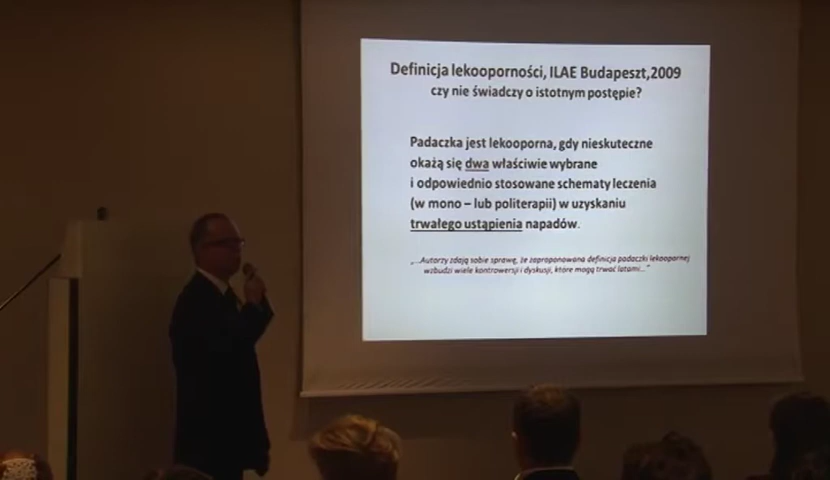 Definicja lekooporności, ILAE Budapeszt,2009
czy nie świadczy o istotnym postępie?
Padaczka jest lekooporna, gdy nieskuteczne
okażą się dwa właściwie wybrane
i odpowiednio stosowane schematy leczenia
(w mono – lub politerapii) w uzyskaniu
trwałego ustąpienia napadów.
„...Autorzy zdają sobie sprawę, że zaproponowana definicja padaczki lekoopornej
wzbudzi wiele kontrowersji i dyskusji, które mogą trwać latami..."